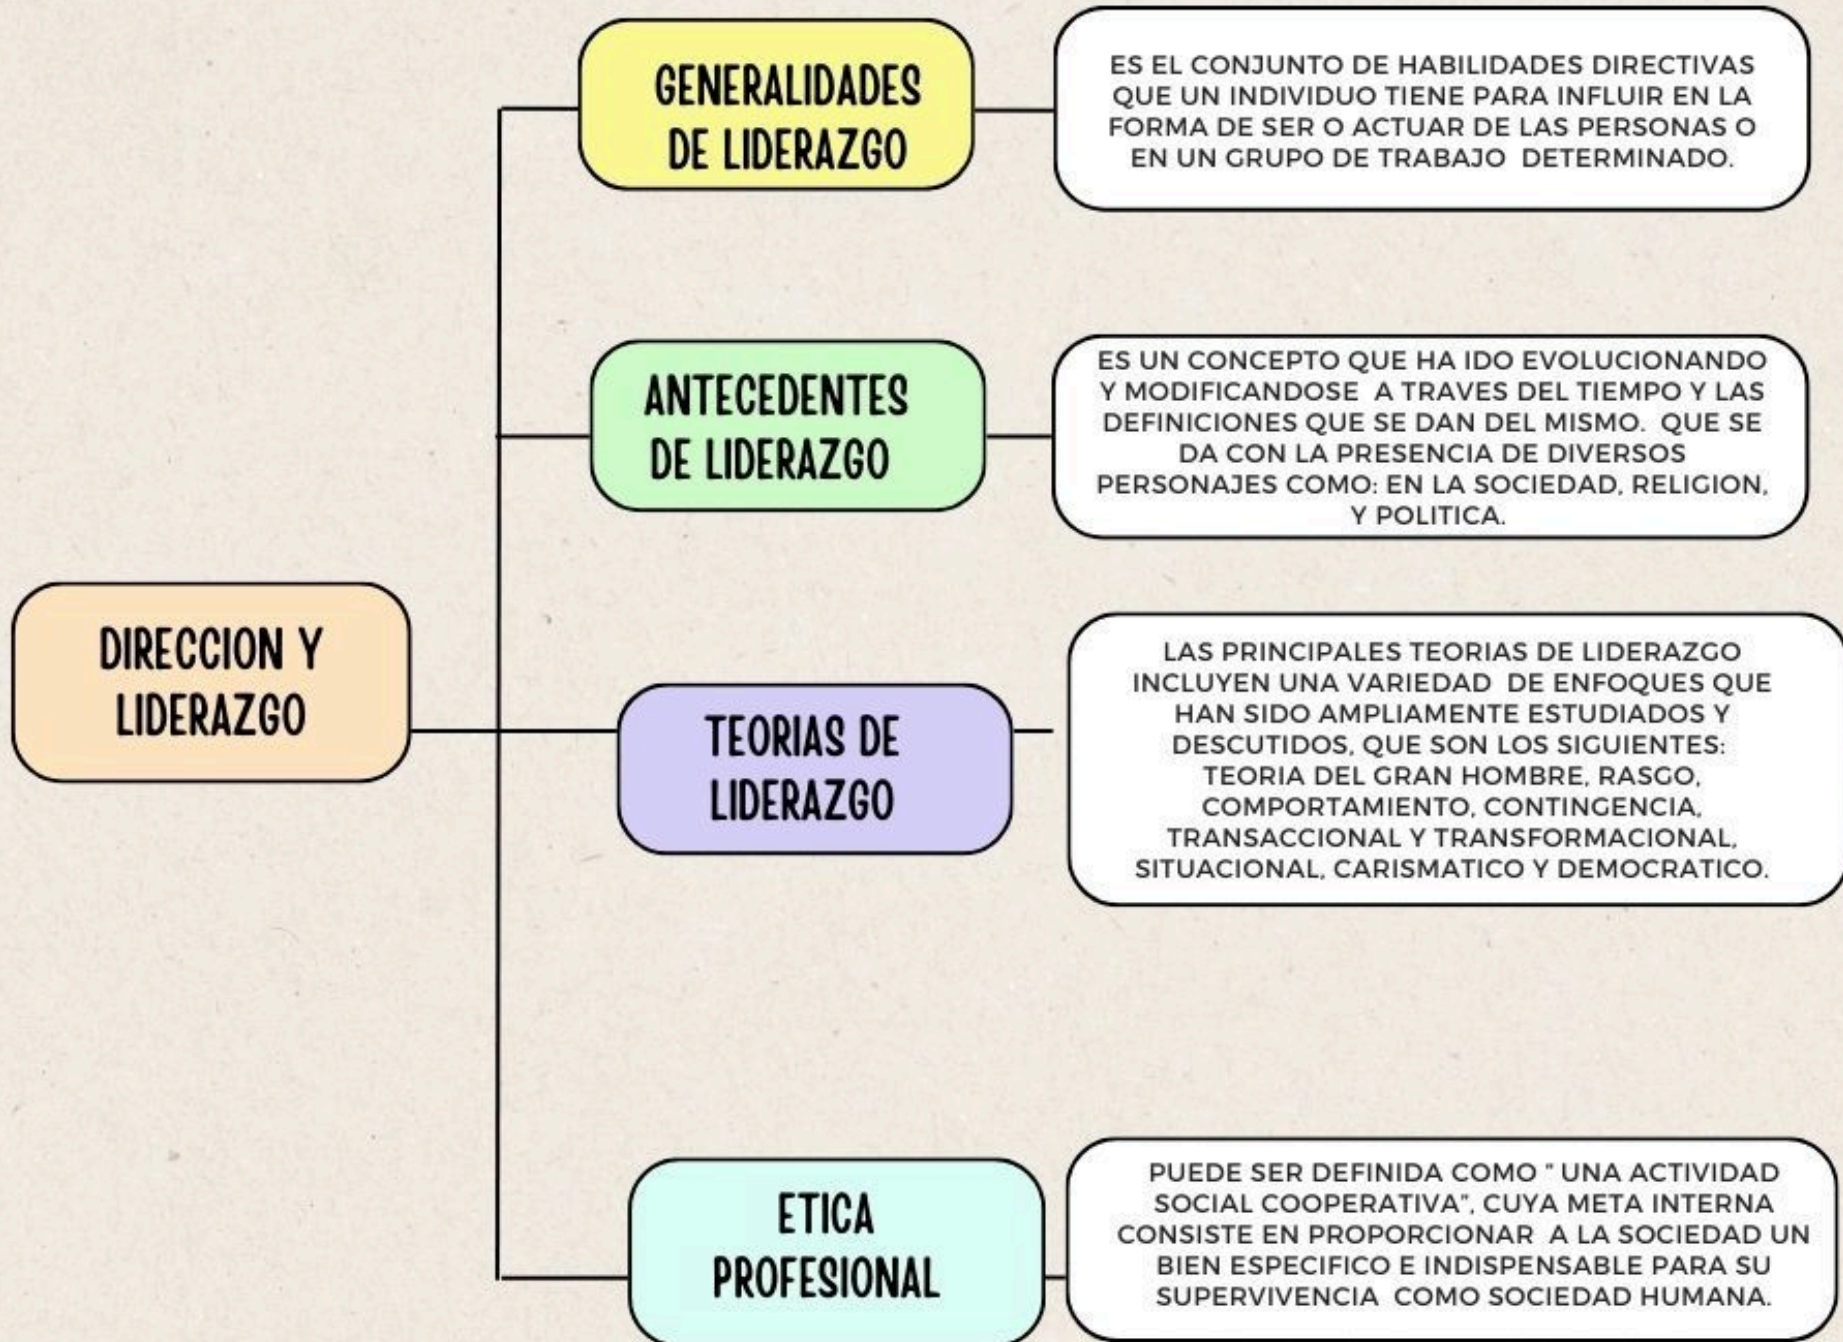 GENERALIDADES
DE LIDERAZGO
ES EL CONJUNTO DE HABILIDADES DIRECTIVAS
QUE UN INDIVIDUO TIENE PARA INFLUIR EN LA
FORMA DE SER O ACTUAR DE LAS PERSONAS O
EN UN GRUPO DE TRABAJO DETERMINADO.
ANTECEDENTES
DE LIDERAZGO
ES UN CONCEPTO QUE HA IDO EVOLUCIONANDO
Y MODIFICANDOSE A TRAVES DEL TIEMPO Y LAS
DEFINICIONES QUE SE DAN DEL MISMO. QUE SE
DA CON LA PRESENCIA DE DIVERSOS
PERSONAJES COMO: EN LA SOCIEDAD, RELIGION,
Y POLITICA.
DIRECCION Y
LIDERAZGO
TEORIAS DE
LIDERAZGO
LAS PRINCIPALES TEORIAS DE LIDERAZGO
INCLUYEN UNA VARIEDAD DE ENFOQUES QUE
HAN SIDO AMPLIAMENTE ESTUDIADOS Y
DESCUTIDOS, QUE SON LOS SIGUIENTES:
TEORIA DEL GRAN HOMBRE, RASGO,
COMPORTAMIENTO, CONTINGENCIA,
TRANSACCIONAL Y TRANSFORMACIONAL,
SITUACIONAL, CARISMATICO Y DEMOCRATICO.
ETICA
PROFESIONAL
PUEDE SER DEFINIDA COMO " UNA ACTIVIDAD
SOCIAL COOPERATIVA", CUYA META INTERNA
CONSISTE EN PROPORCIONAR A LA SOCIEDAD UN
BIEN ESPECIFICO E INDISPENSABLE PARA SU
SUPERVIVENCIA COMO SOCIEDAD HUMANA.